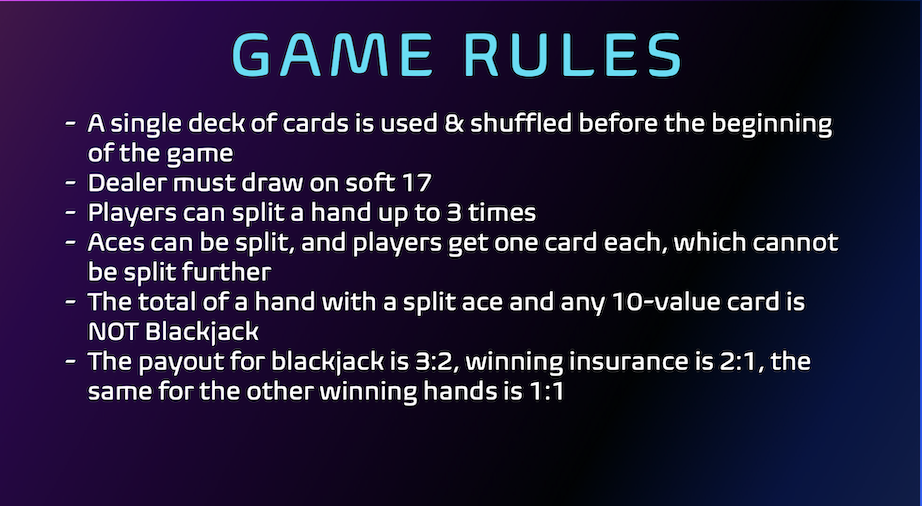 GAME RULES
- A single deck of cards is used & shuffled before the beginning
of the game
- Dealer must draw on soft 17
- Players can split a hand up to 3 times
- Aces can be split, and players get one card each, which cannot
be split further
- The total of a hand with a split ace and any 10-value card is
NOT Blackjack
- The payout for blackjack is 3:2, winning insurance is 2:1, the
same for the other winning hands is 1:1